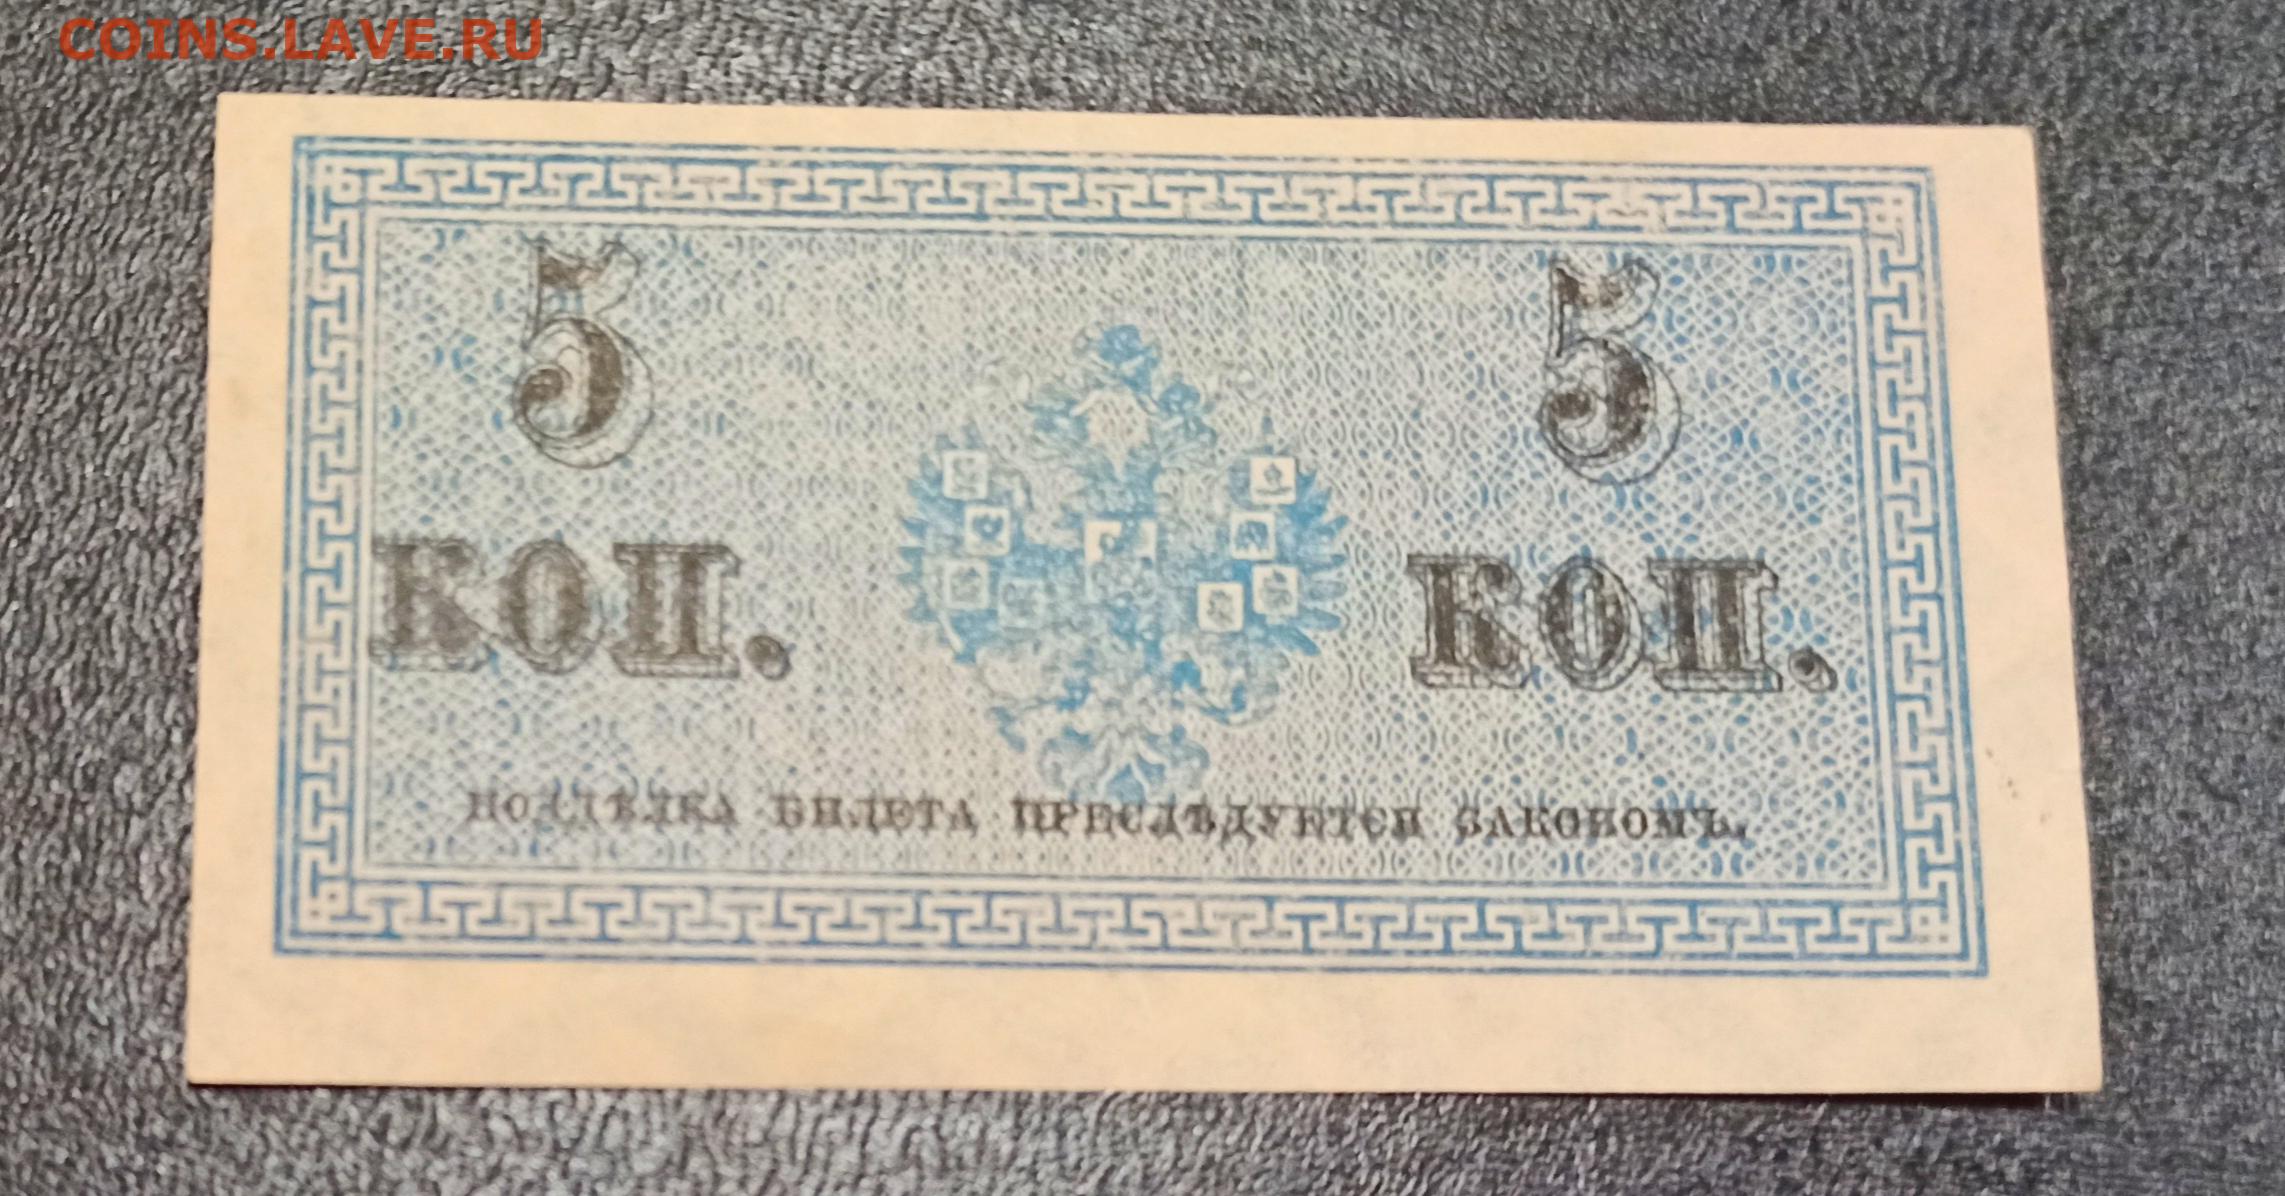 COINS.LAVE.RU
5 5
КОП. КОП.
ПОДДѢЛКА БИЛЕТА ПРЕСЛѢДУЕТСЯ ЗАКОНОМЪ.